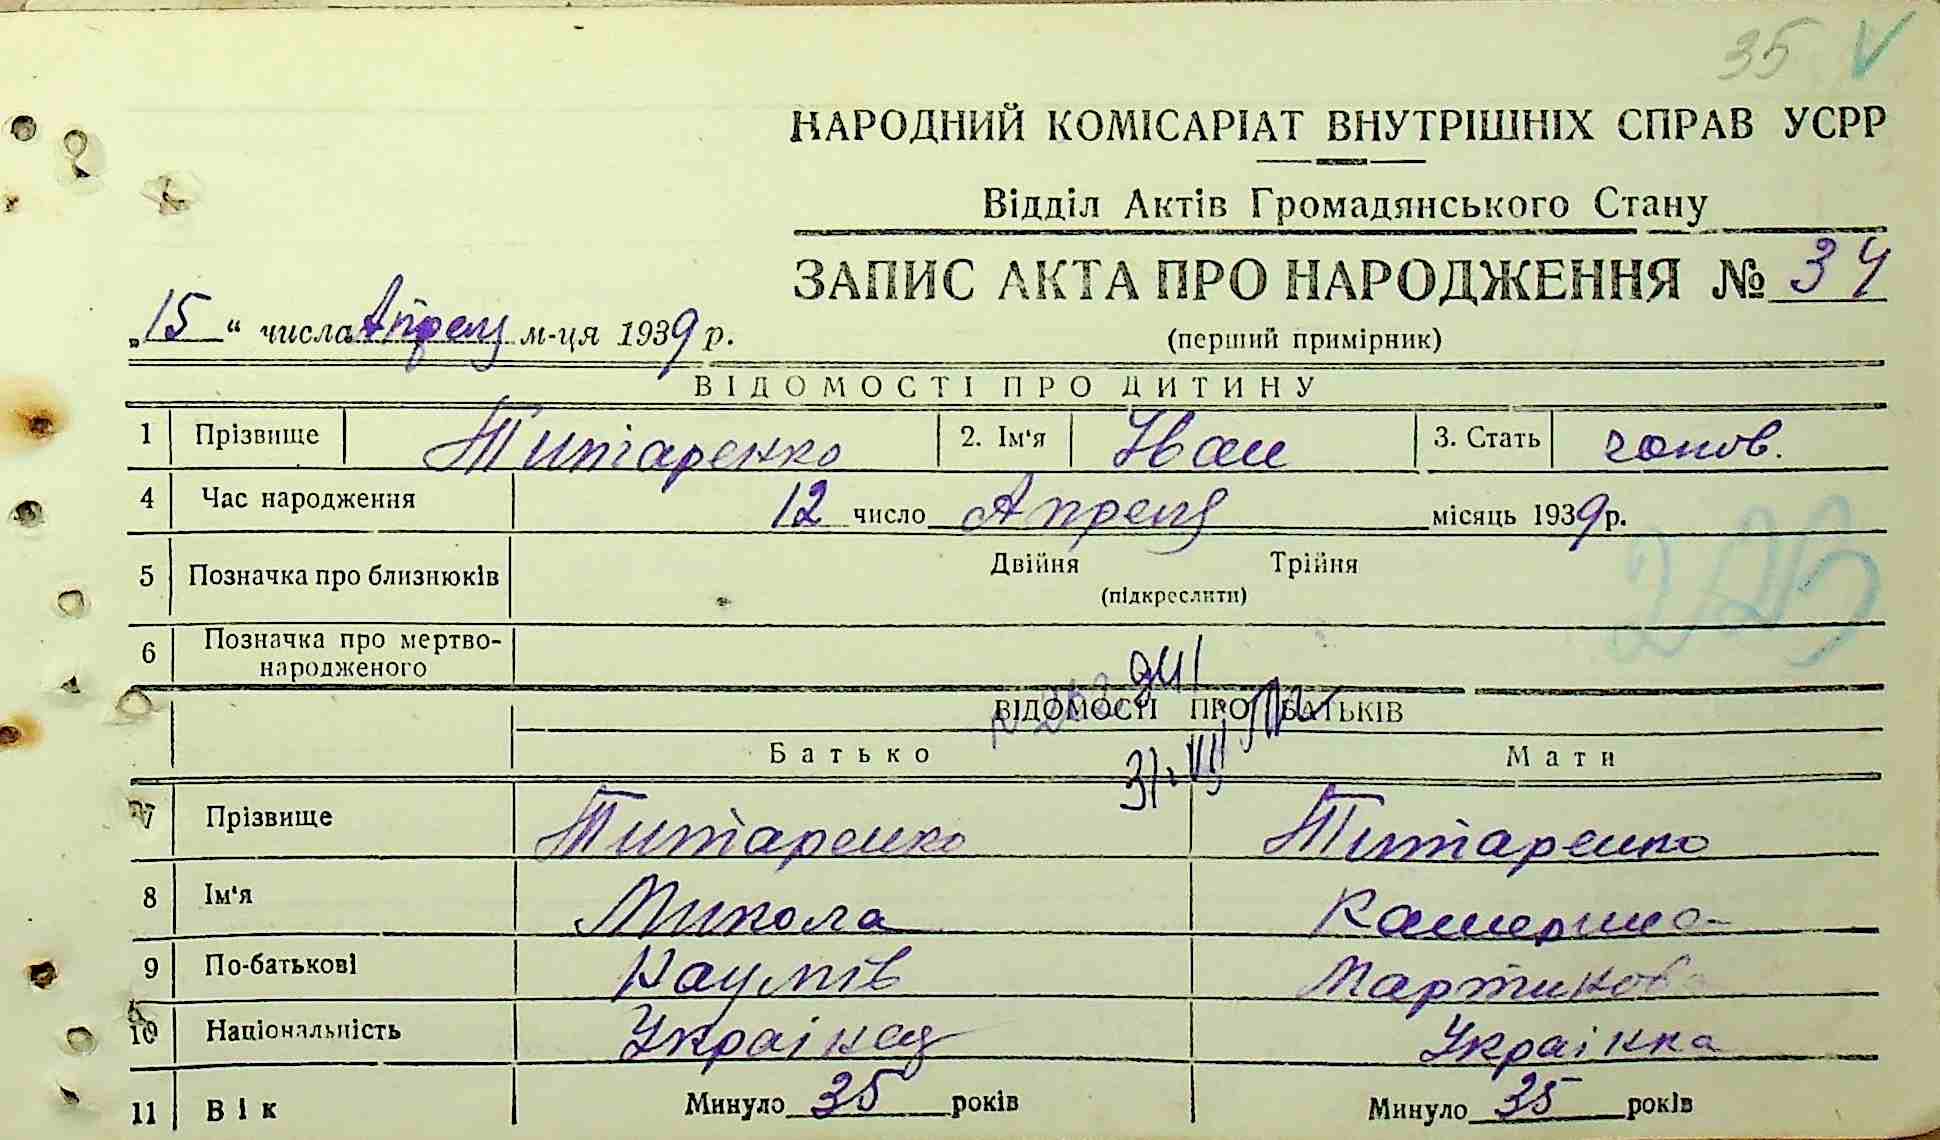 35 V
НАРОДНИЙ КОМІСАРІАТ ВНУТРІШНІХ СПРАВ УСРР
Відділ Актів Громадянського Стану
ЗАПИС АКТА ПРО НАРОДЖЕННЯ № 34
„15“ числа Апреля м-ця 1939 р.
(перший примірник)
ВІДОМОСТІ ПРО ДИТИНУ
1 Прізвище Титаренко 2. Ім'я Иван 3. Стать чолов.
4 Час народження 12 число Апреля місяць 1939 р.
5 Позначка про близнюків Двійня Трійня
(підкреслити)
6 Позначка про мертво-
народженого
ВІДОМОСТІ ПРО БАТЬКІВ
Батько Мати
31.VII
7 Прізвище Титаренко Титаренко
8 Ім'я Микола Катерина
9 По-батькові Наумів Мартинова
10 Національність Українец Українка
11 Вік Минуло 35 років Минуло 35 років